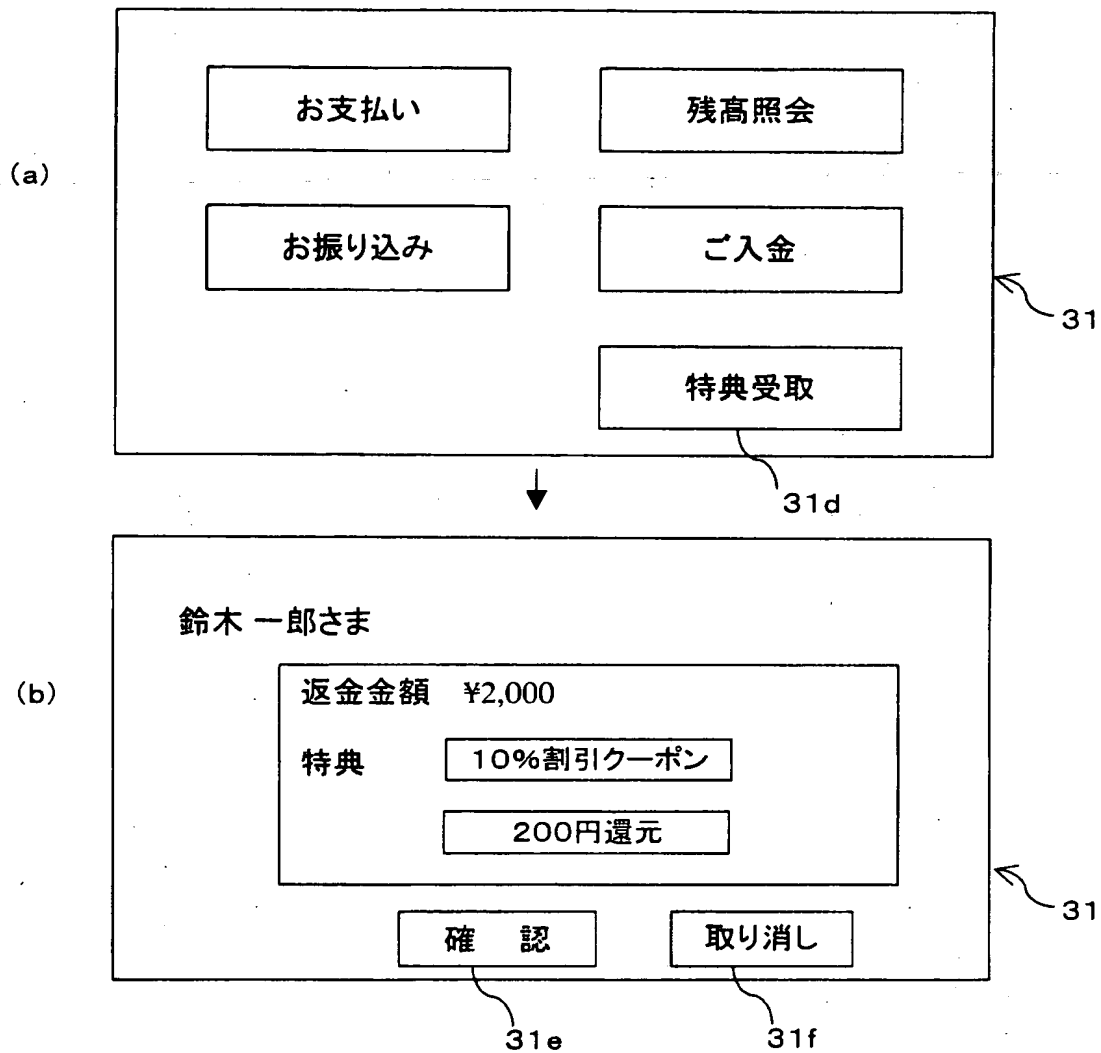 (a)
お支払い
残高照会
お振り込み
ご入金
31
特典受取
31d
(b)
鈴木 一郎さま
返金金額 ¥2,000
特典
10%割引クーポン
200円還元
31
確 認
取り消し
31e
31f